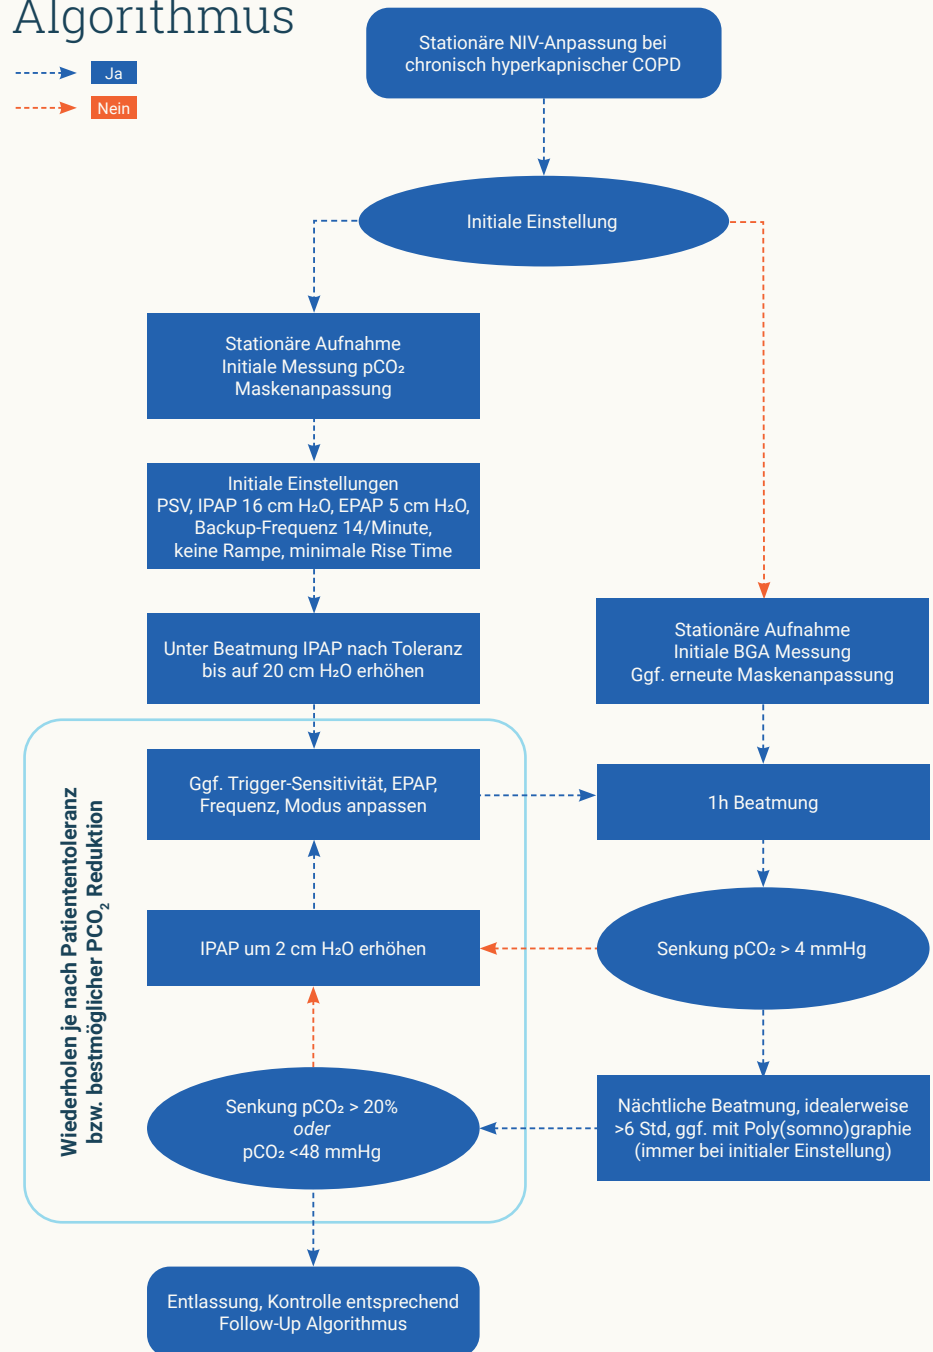 Algorithmus
Ja
Nein
Stationäre NIV-Anpassung bei
chronisch hyperkapnischer COPD
Initiale Einstellung
Stationäre Aufnahme
Initiale Messung pCO₂
Maskenanpassung
Initiale Einstellungen
PSV, IPAP 16 cm H₂O, EPAP 5 cm H₂O,
Backup-Frequenz 14/Minute,
keine Rampe, minimale Rise Time
Unter Beatmung IPAP nach Toleranz
bis auf 20 cm H₂O erhöhen
Stationäre Aufnahme
Initiale BGA Messung
Ggf. erneute Maskenanpassung
Wiederholen je nach Patiententoleranz
bzw. bestmöglicher PCO₂ Reduktion
Ggf. Trigger-Sensitivität, EPAP,
Frequenz, Modus anpassen
1h Beatmung
IPAP um 2 cm H₂O erhöhen
Senkung pCO₂ > 4 mmHg
Senkung pCO₂ > 20%
oder
pCO₂ <48 mmHg
Nächtliche Beatmung, idealerweise
>6 Std, ggf. mit Poly(somno)graphie
(immer bei initialer Einstellung)
Entlassung, Kontrolle entsprechend
Follow-Up Algorithmus